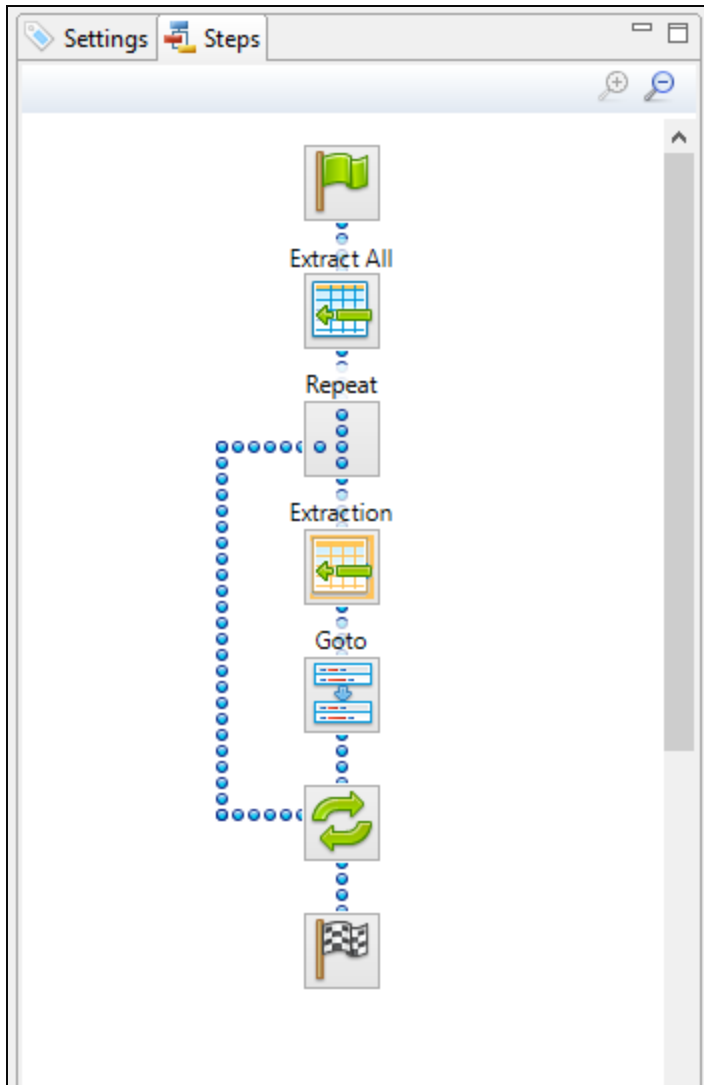 Settings Steps
Extract All
Repeat
Extraction
Goto